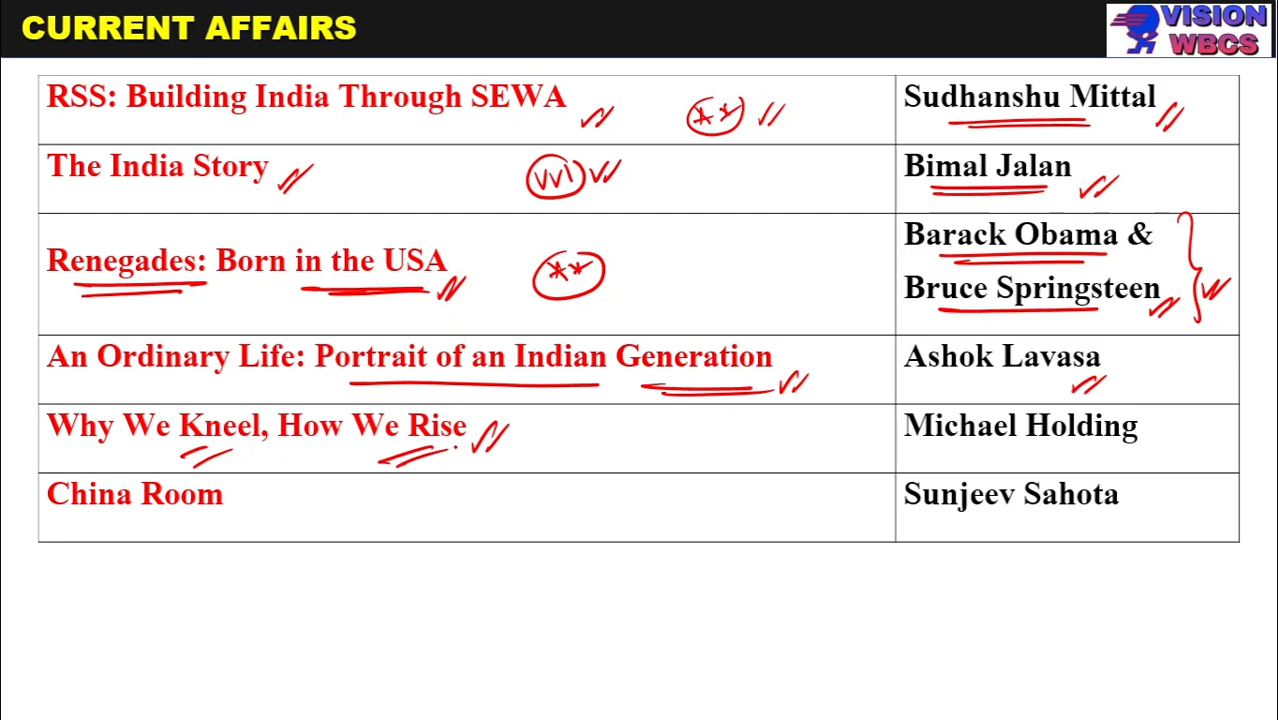 CURRENT AFFAIRS
VISION
WBCS
RSS: Building India Through SEWA
Sudhanshu Mittal
The India Story
vvi
Bimal Jalan
Renegades: Born in the USA
Barack Obama &
Bruce Springsteen
An Ordinary Life: Portrait of an Indian Generation
Ashok Lavasa
Why We Kneel, How We Rise
Michael Holding
China Room
Sunjeev Sahota